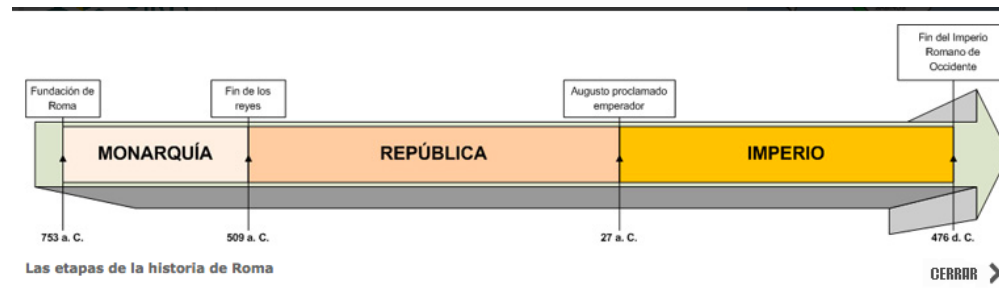 Fundación de
Roma
Fin de los
reyes
Augusto proclamado
emperador
Fin del Imperio
Romano de
Occidente
MONARQUÍA
REPÚBLICA
IMPERIO
753 a. C.
509 a. C.
27 a. C.
476 d. C.
Las etapas de la historia de Roma
CERRAR